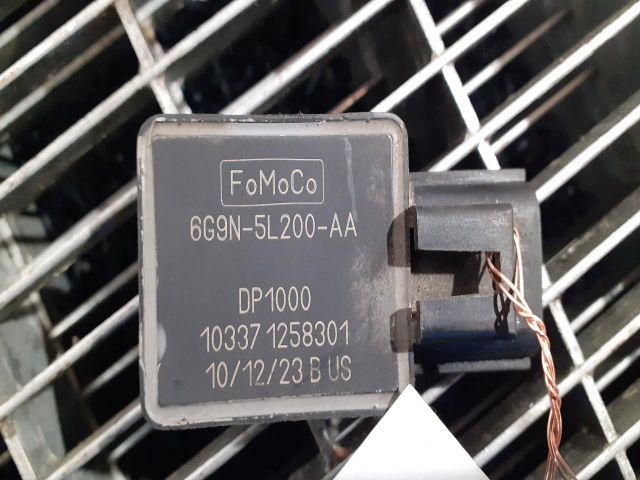 FoMoCo
6G9N-5L200-AA
DP1000
10337 1258301
10/12/23 B US